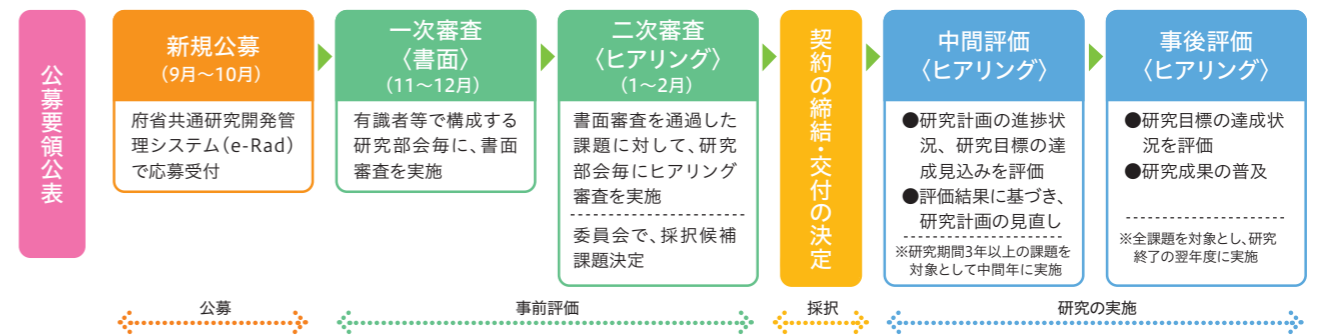 公募要領公表
新規公募
（9月～10月）
府省共通研究開発管
理システム（e-Rad）
で応募受付
一次審査
〈書面〉
（11～12月）
有識者等で構成する
研究部会毎に、書面
審査を実施
二次審査
〈ヒアリング〉
（1～2月）
書面審査を通過した
課題に対して、研究
部会毎にヒアリング
審査を実施
委員会で、採択候補
課題決定
契約の締結・交付の決定
中間評価
〈ヒアリング〉
●研究計画の進捗状
況、研究目標の達
成見込みを評価
●評価結果に基づき、
研究計画の見直し
※研究期間3年以上の課題を
対象として中間年に実施
事後評価
〈ヒアリング〉
●研究目標の達成状
況を評価
●研究成果の普及
※全課題を対象とし、研究
終了の翌年度に実施
公募
事前評価
採択
研究の実施